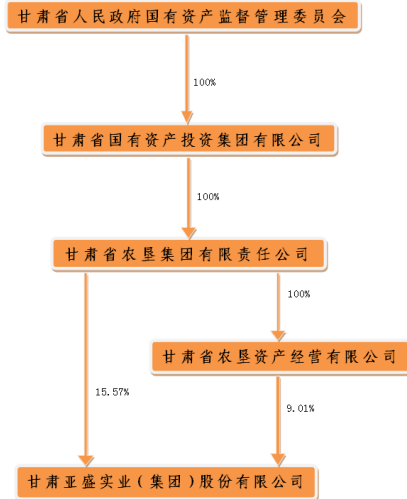 甘肃省人民政府国有资产监督管理委员会
100%
甘肃省国有资产投资集团有限公司
100%
甘肃省农垦集团有限责任公司
100%
甘肃省农垦资产经营有限公司
15.57%
9.01%
甘肃亚盛实业(集团)股份有限公司